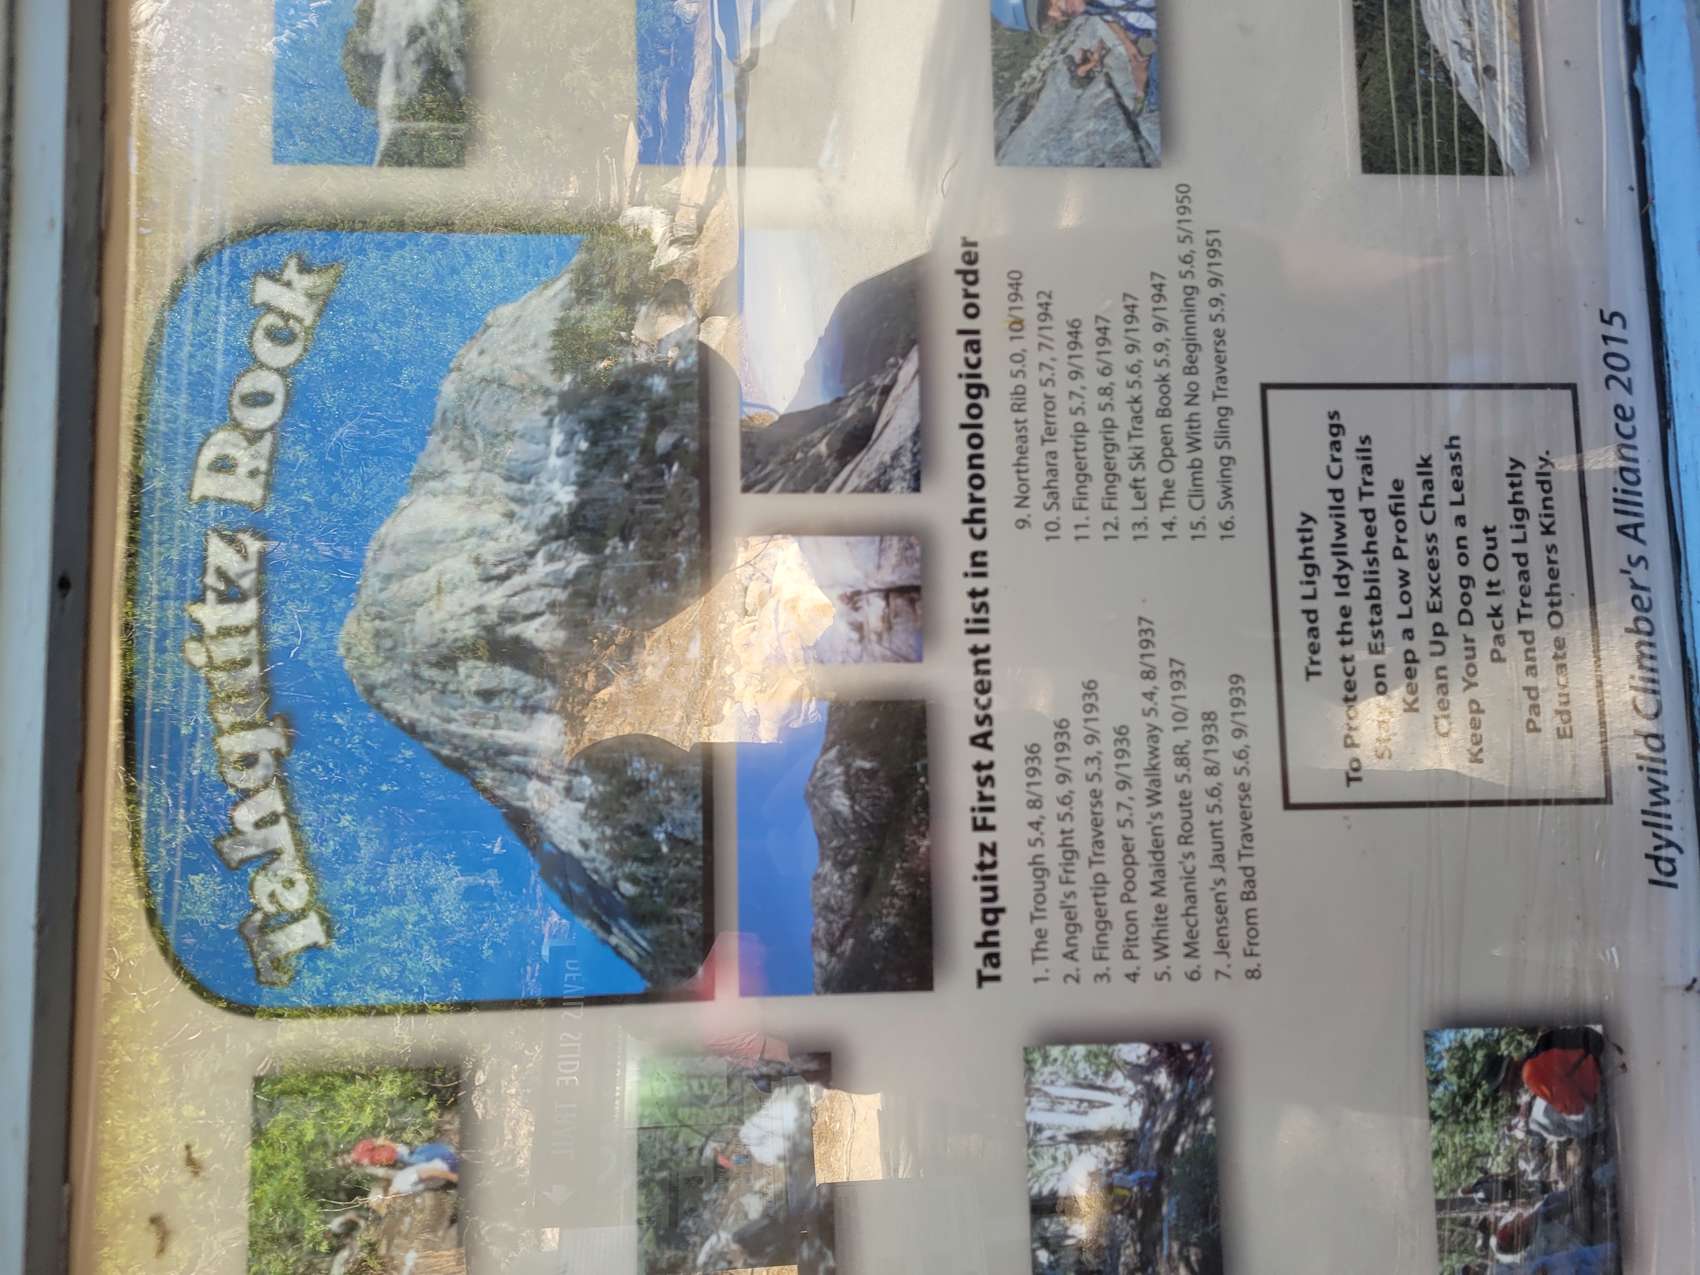 Tahquitz Rock
Tahquitz First Ascent list in chronological order
1. The Trough 5.4, 8/1936
2. Angel's Fright 5.6, 9/1936
3. Fingertip Traverse 5.3, 9/1936
4. Piton Pooper 5.7, 9/1936
5. White Maiden's Walkway 5.4, 8/1937
6. Mechanic's Route 5.8R, 10/1937
7. Jensen's Jaunt 5.6, 8/1938
8. From Bad Traverse 5.6, 9/1939
9. Northeast Rib 5.0, 10/1940
10. Sahara Terror 5.7, 7/1942
11. Fingertrip 5.7, 9/1946
12. Fingergrip 5.8, 6/1947
13. Left Ski Track 5.6, 9/1947
14. The Open Book 5.9, 9/1947
15. Climb With No Beginning 5.6, 5/1950
16. Swing Sling Traverse 5.9, 9/1951
Tread Lightly
To Protect the Idyllwild Crags
Stay on Established Trails
Keep a Low Profile
Clean Up Excess Chalk
Keep Your Dog on a Leash
Pack It Out
Pad and Tread Lightly
Educate Others Kindly.
Idyllwild Climber's Alliance 2015